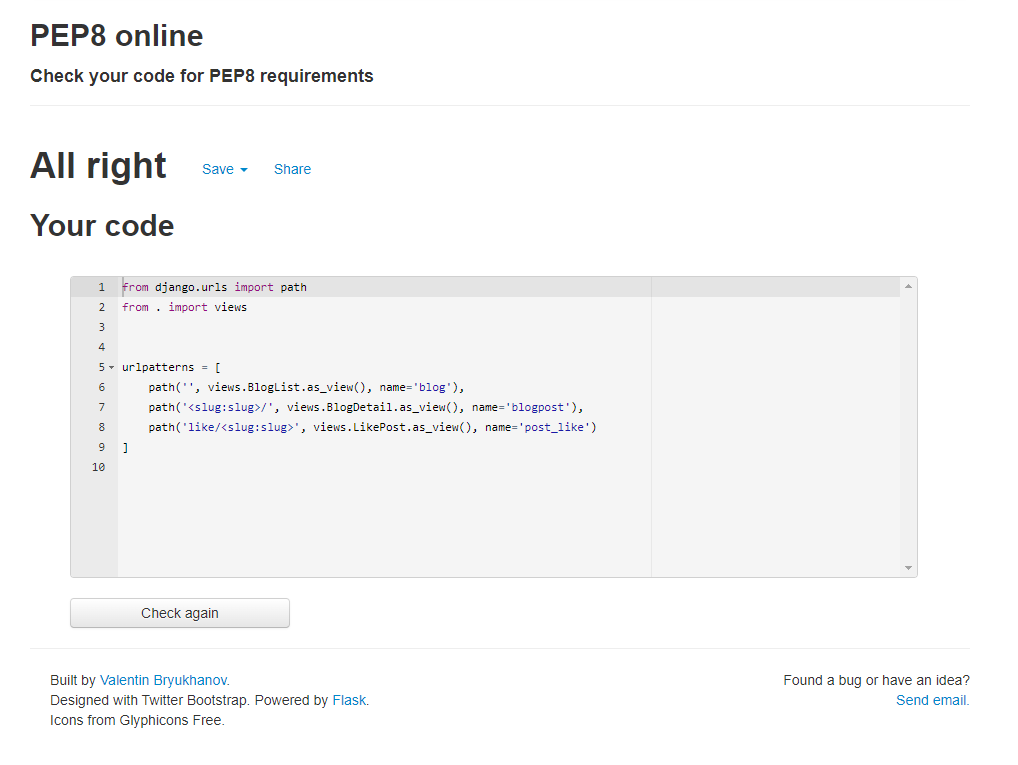 PEP8 online
Check your code for PEP8 requirements
All right Save Share
Your code
1 from django.urls import path
2 from . import views
3
4
5 urlpatterns = [
6     path('', views.BlogList.as_view(), name='blog'),
7     path('<slug:slug>/', views.BlogDetail.as_view(), name='blogpost'),
8     path('like/<slug:slug>', views.LikePost.as_view(), name='post_like')
9 ]
10
Check again
Built by Valentin Bryukhanov.
Designed with Twitter Bootstrap. Powered by Flask.
Icons from Glyphicons Free.
Found a bug or have an idea?
Send email.